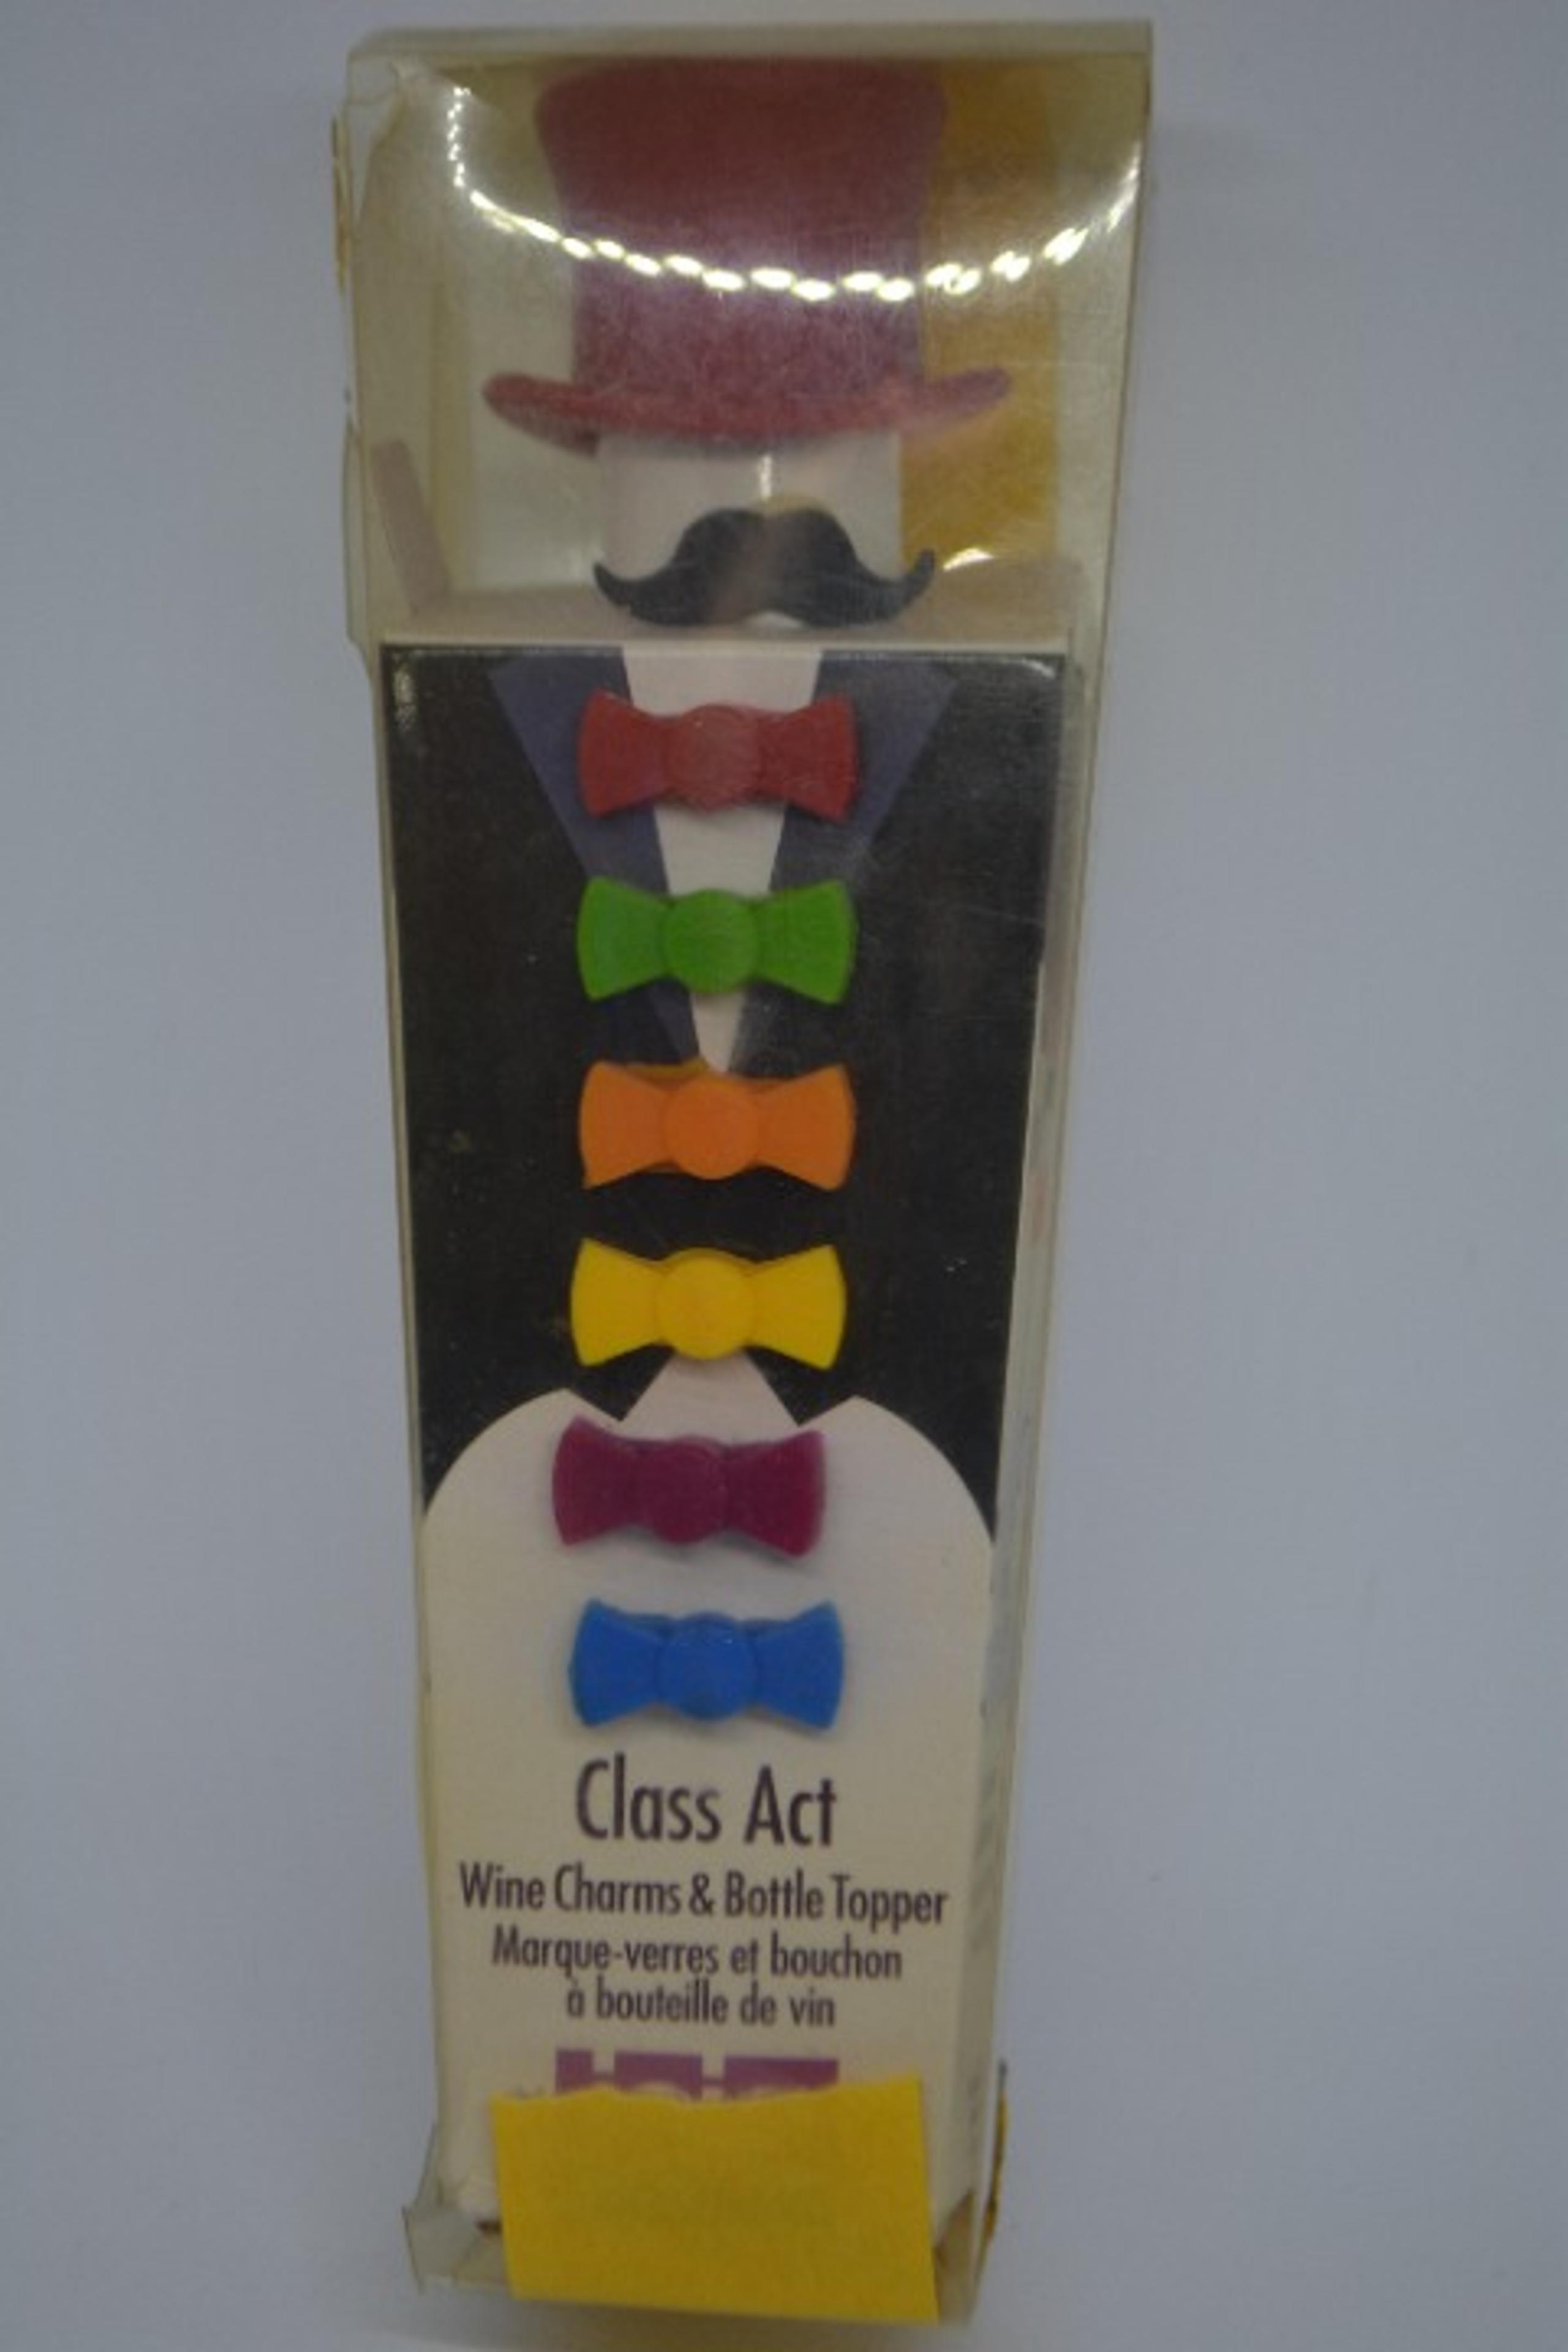 Class Act
Wine Charms & Bottle Topper
Marque-verres et bouchon
à bouteille de vin